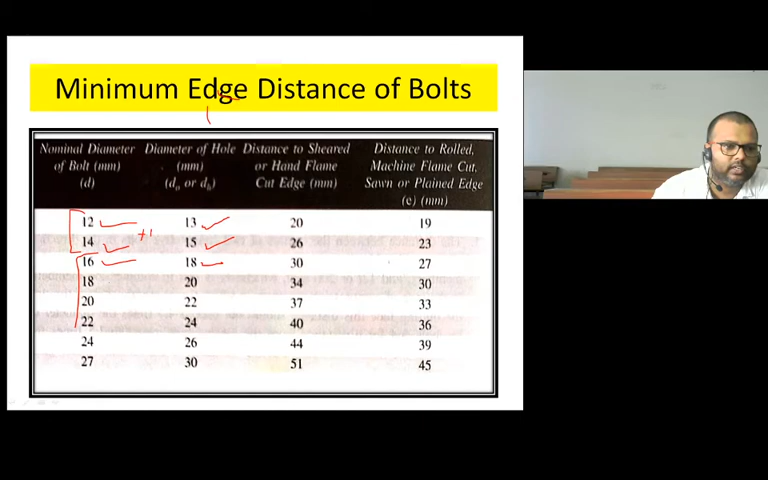 Minimum Edge Distance of Bolts
Nominal Diameter of Bolt (mm) (d)
Diameter of Hole (mm) (do or dh)
Distance to Sheared or Hand Flame Cut Edge (mm)
Distance to Rolled, Machine Flame Cut, Sawn or Plained Edge (e) (mm)
12 13 20 19
+1
14 15 26 23
16 18 30 27
18 20 34 30
20 22 37 33
22 24 40 36
24 26 44 39
27 30 51 45